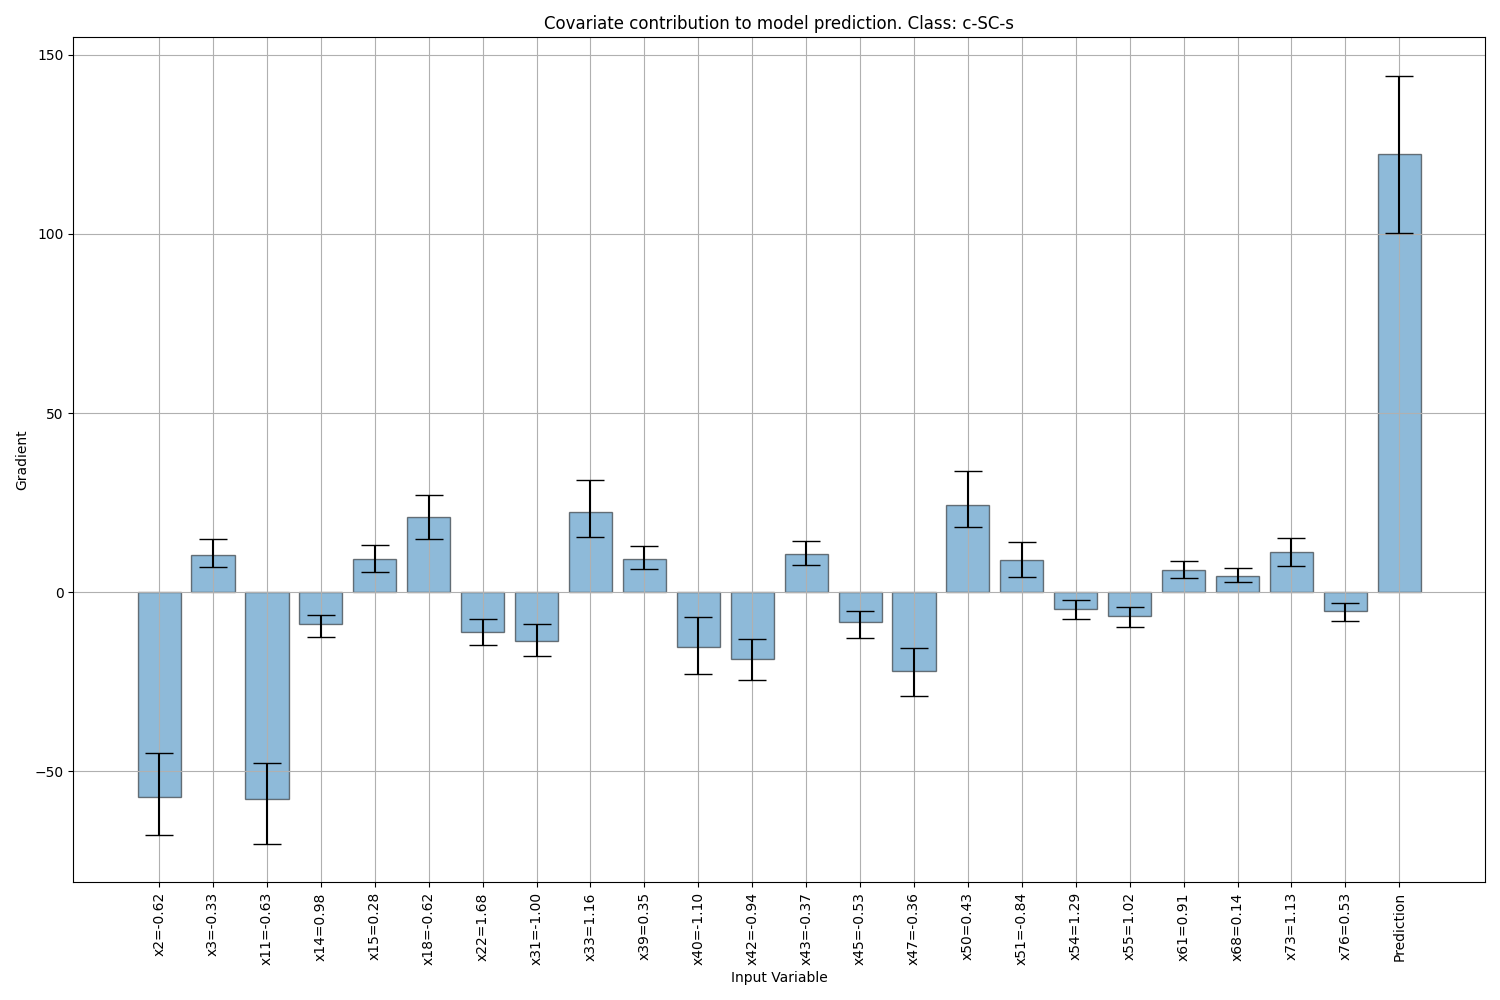 Covariate contribution to model prediction. Class: c-SC-s
150
100
50
0
−50
Gradient
x2=-0.62
x3=-0.33
x11=-0.63
x14=0.98
x15=0.28
x18=-0.62
x22=1.68
x31=-1.00
x33=1.16
x39=0.35
x40=-1.10
x42=-0.94
x43=-0.37
x45=-0.53
x47=-0.36
x50=0.43
x51=-0.84
x54=1.29
x55=-1.02
x61=0.91
x68=0.14
x73=1.13
x76=0.53
Prediction
Input Variable